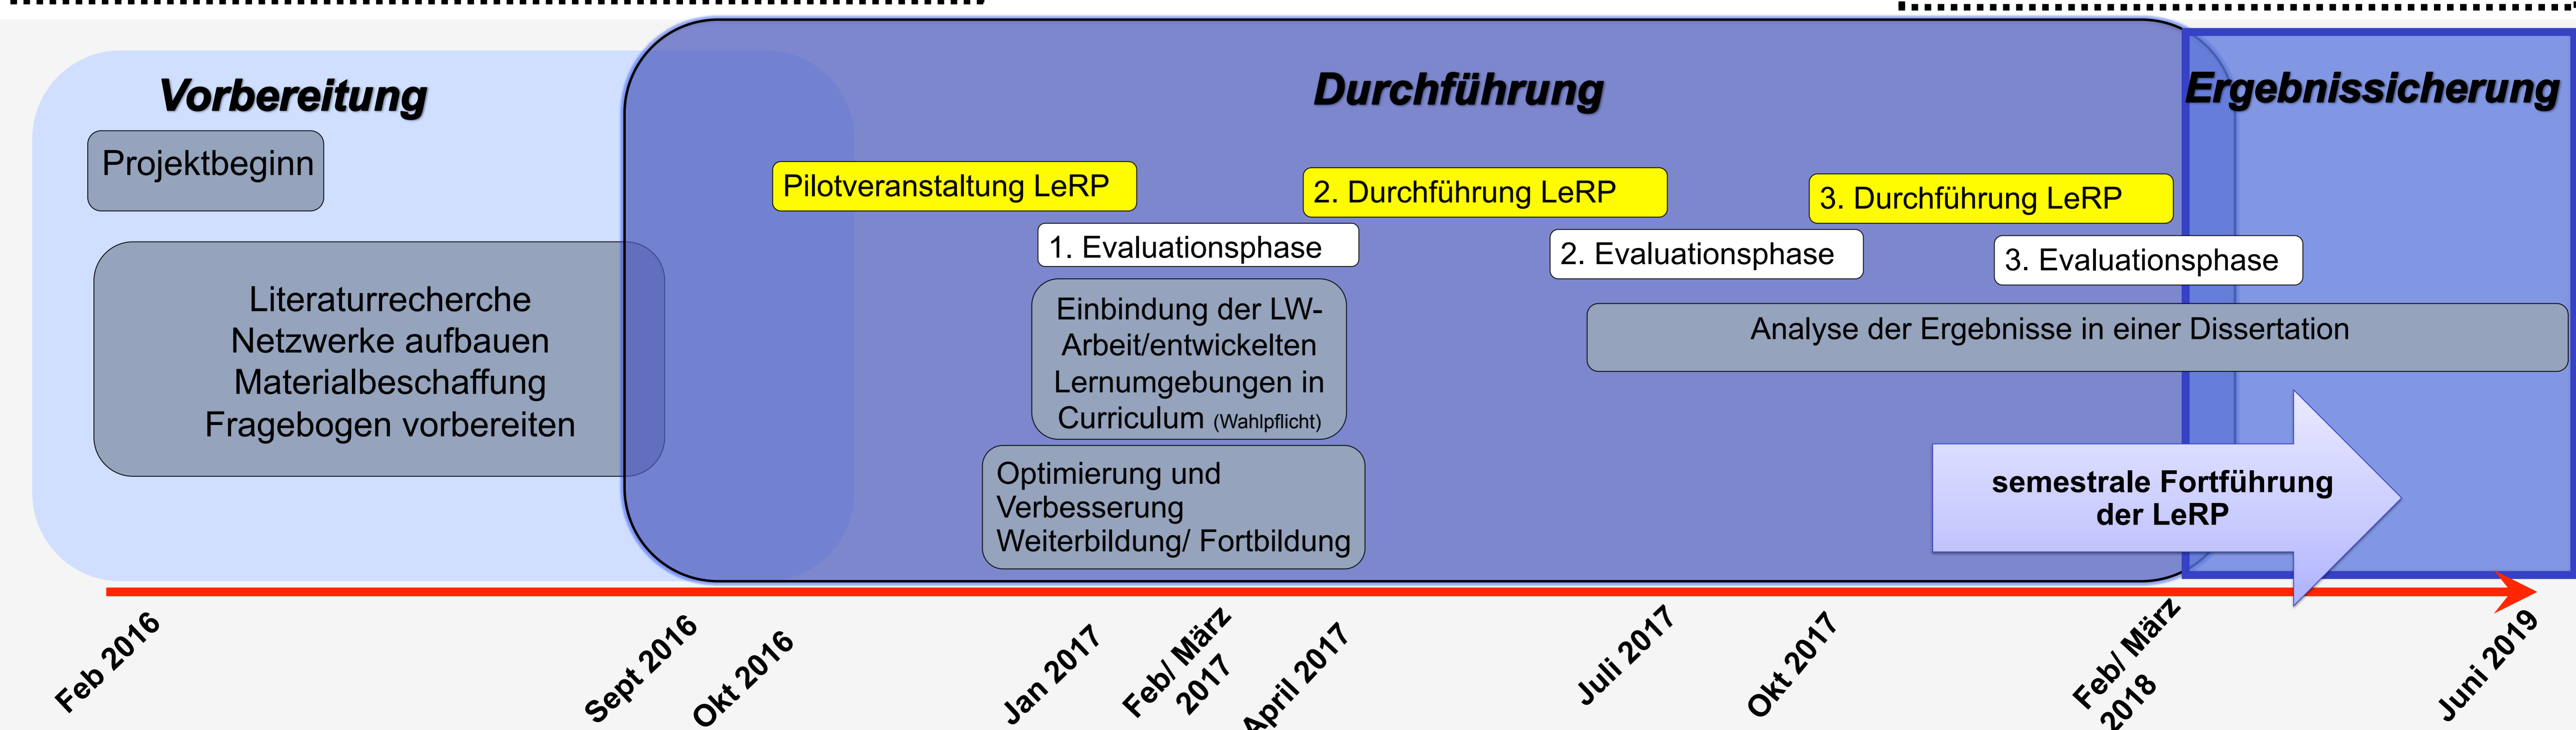 Vorbereitung
Durchführung
Ergebnissicherung
Projektbeginn
Pilotveranstaltung LeRP
2. Durchführung LeRP
3. Durchführung LeRP
1. Evaluationsphase
2. Evaluationsphase
3. Evaluationsphase
Literaturrecherche
Netzwerke aufbauen
Materialbeschaffung
Fragebogen vorbereiten
Einbindung der LW-
Arbeit/entwickelten
Lernumgebungen in
Curriculum (Wahlpflicht)
Analyse der Ergebnisse in einer Dissertation
Optimierung und
Verbesserung
Weiterbildung/ Fortbildung
semestrale Fortführung
der LeRP
Feb 2016
Sept 2016
Okt 2016
Jan 2017
Feb/ März
2017
April 2017
Juli 2017
Okt 2017
Feb/ März
2018
Juni 2019